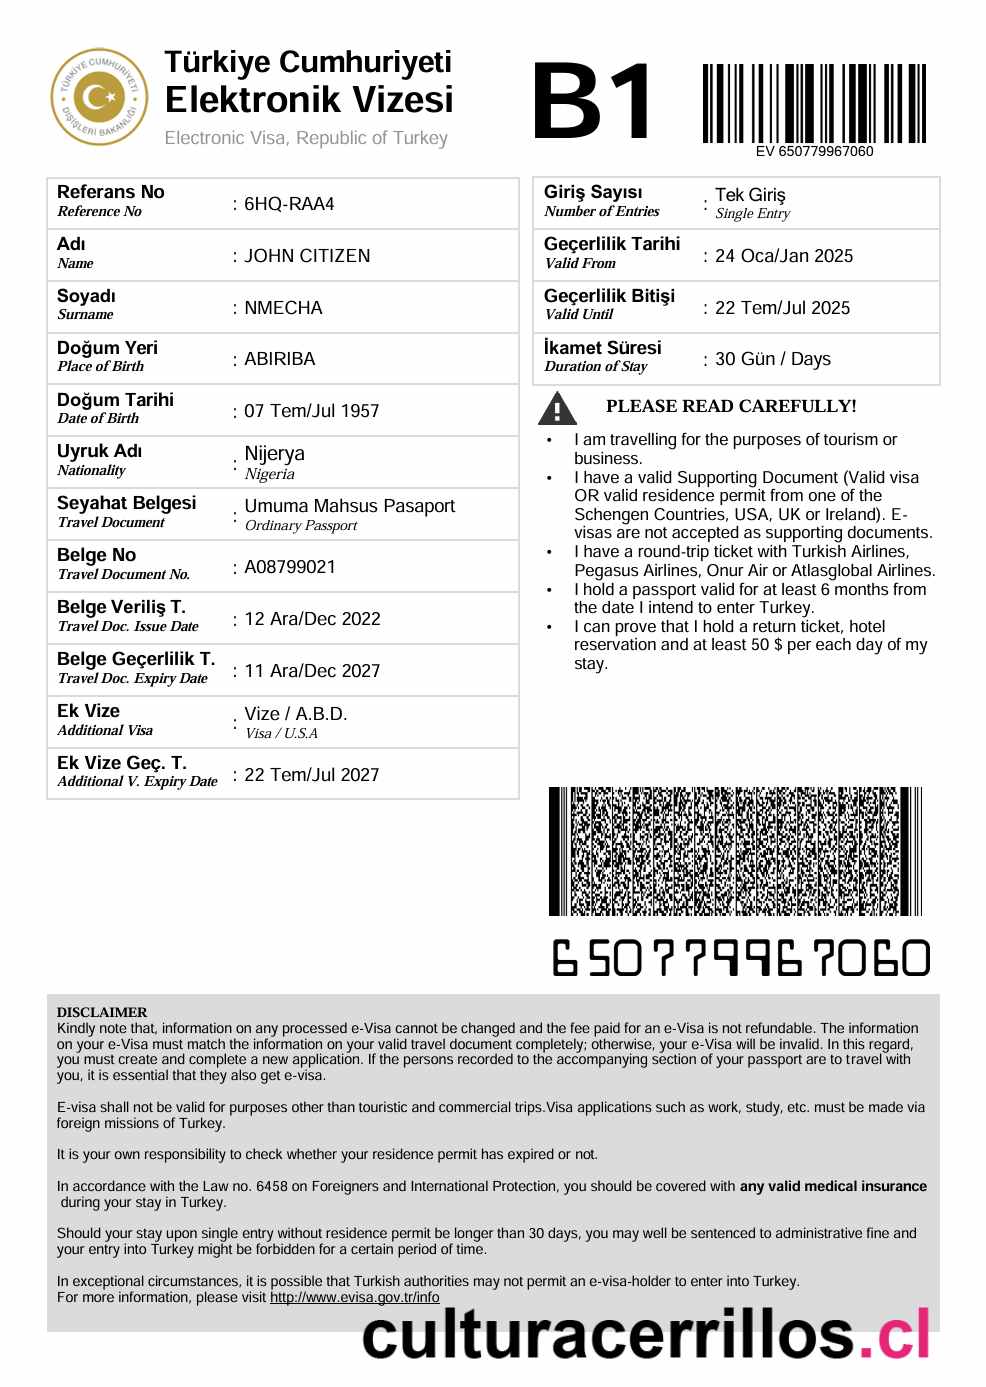 TÜRKİYE CUMHURİYETİ
DIŞİŞLERİ BAKANLIĞI
Türkiye Cumhuriyeti
Elektronik Vizesi
Electronic Visa, Republic of Turkey
B1
EV 650779967060
Referans No
Reference No
: 6HQ-RAA4
Adı
Name
: JOHN CITIZEN
Soyadı
Surname
: NMECHA
Doğum Yeri
Place of Birth
: ABIRIBA
Doğum Tarihi
Date of Birth
: 07 Tem/Jul 1957
Uyruk Adı
Nationality
: Nijerya
Nigeria
Seyahat Belgesi
Travel Document
: Umuma Mahsus Pasaport
Ordinary Passport
Belge No
Travel Document No.
: A08799021
Belge Veriliş T.
Travel Doc. Issue Date
: 12 Ara/Dec 2022
Belge Geçerlilik T.
Travel Doc. Expiry Date
: 11 Ara/Dec 2027
Ek Vize
Additional Visa
: Vize / A.B.D.
Visa / U.S.A
Ek Vize Geç. T.
Additional V. Expiry Date
: 22 Tem/Jul 2027
Giriş Sayısı
Number of Entries
: Tek Giriş
Single Entry
Geçerlilik Tarihi
Valid From
: 24 Oca/Jan 2025
Geçerlilik Bitişi
Valid Until
: 22 Tem/Jul 2025
İkamet Süresi
Duration of Stay
: 30 Gün / Days
PLEASE READ CAREFULLY!
• I am travelling for the purposes of tourism or
business.
• I have a valid Supporting Document (Valid visa
OR valid residence permit from one of the
Schengen Countries, USA, UK or Ireland). E-
visas are not accepted as supporting documents.
• I have a round-trip ticket with Turkish Airlines,
Pegasus Airlines, Onur Air or Atlasglobal Airlines.
• I hold a passport valid for at least 6 months from
the date I intend to enter Turkey.
• I can prove that I hold a return ticket, hotel
reservation and at least 50 $ per each day of my
stay.
650779967060
DISCLAIMER
Kindly note that, information on any processed e-Visa cannot be changed and the fee paid for an e-Visa is not refundable. The information
on your e-Visa must match the information on your valid travel document completely; otherwise, your e-Visa will be invalid. In this regard,
you must create and complete a new application. If the persons recorded to the accompanying section of your passport are to travel with
you, it is essential that they also get e-visa.
E-visa shall not be valid for purposes other than touristic and commercial trips.Visa applications such as work, study, etc. must be made via
foreign missions of Turkey.
It is your own responsibility to check whether your residence permit has expired or not.
In accordance with the Law no. 6458 on Foreigners and International Protection, you should be covered with any valid medical insurance
during your stay in Turkey.
Should your stay upon single entry without residence permit be longer than 30 days, you may well be sentenced to administrative fine and
your entry into Turkey might be forbidden for a certain period of time.
In exceptional circumstances, it is possible that Turkish authorities may not permit an e-visa-holder to enter into Turkey.
For more information, please visit http://www.evisa.gov.tr/info
culturacerrillos.cl